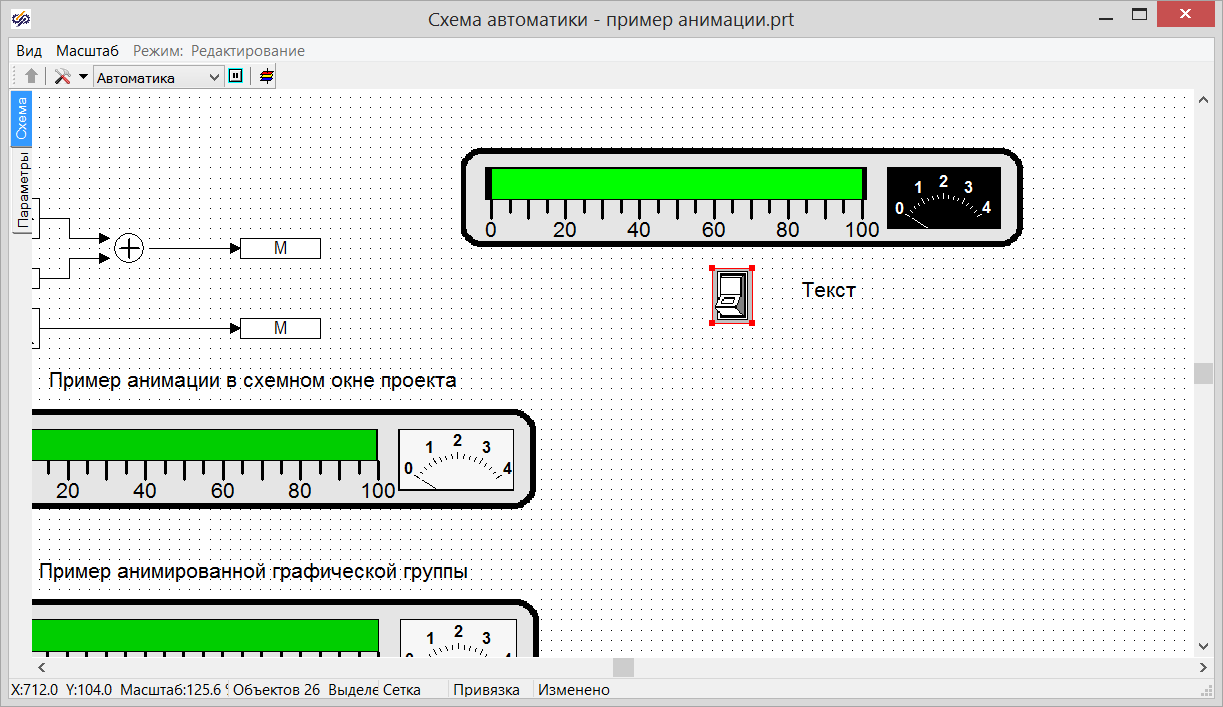 Схема автоматики - пример анимации.prt
Вид Масштаб Режим: Редактирование
Автоматика
Схема
Параметры
0 20 40 60 80 100
0 1 2 3 4
M
Текст
M
Пример анимации в схемном окне проекта
20 40 60 80 100
0 1 2 3 4
Пример анимированной графической группы
1 2 3
X:712.0 Y:104.0 Масштаб:125.6 % Объектов 26 Выделе Сетка Привязка Изменено